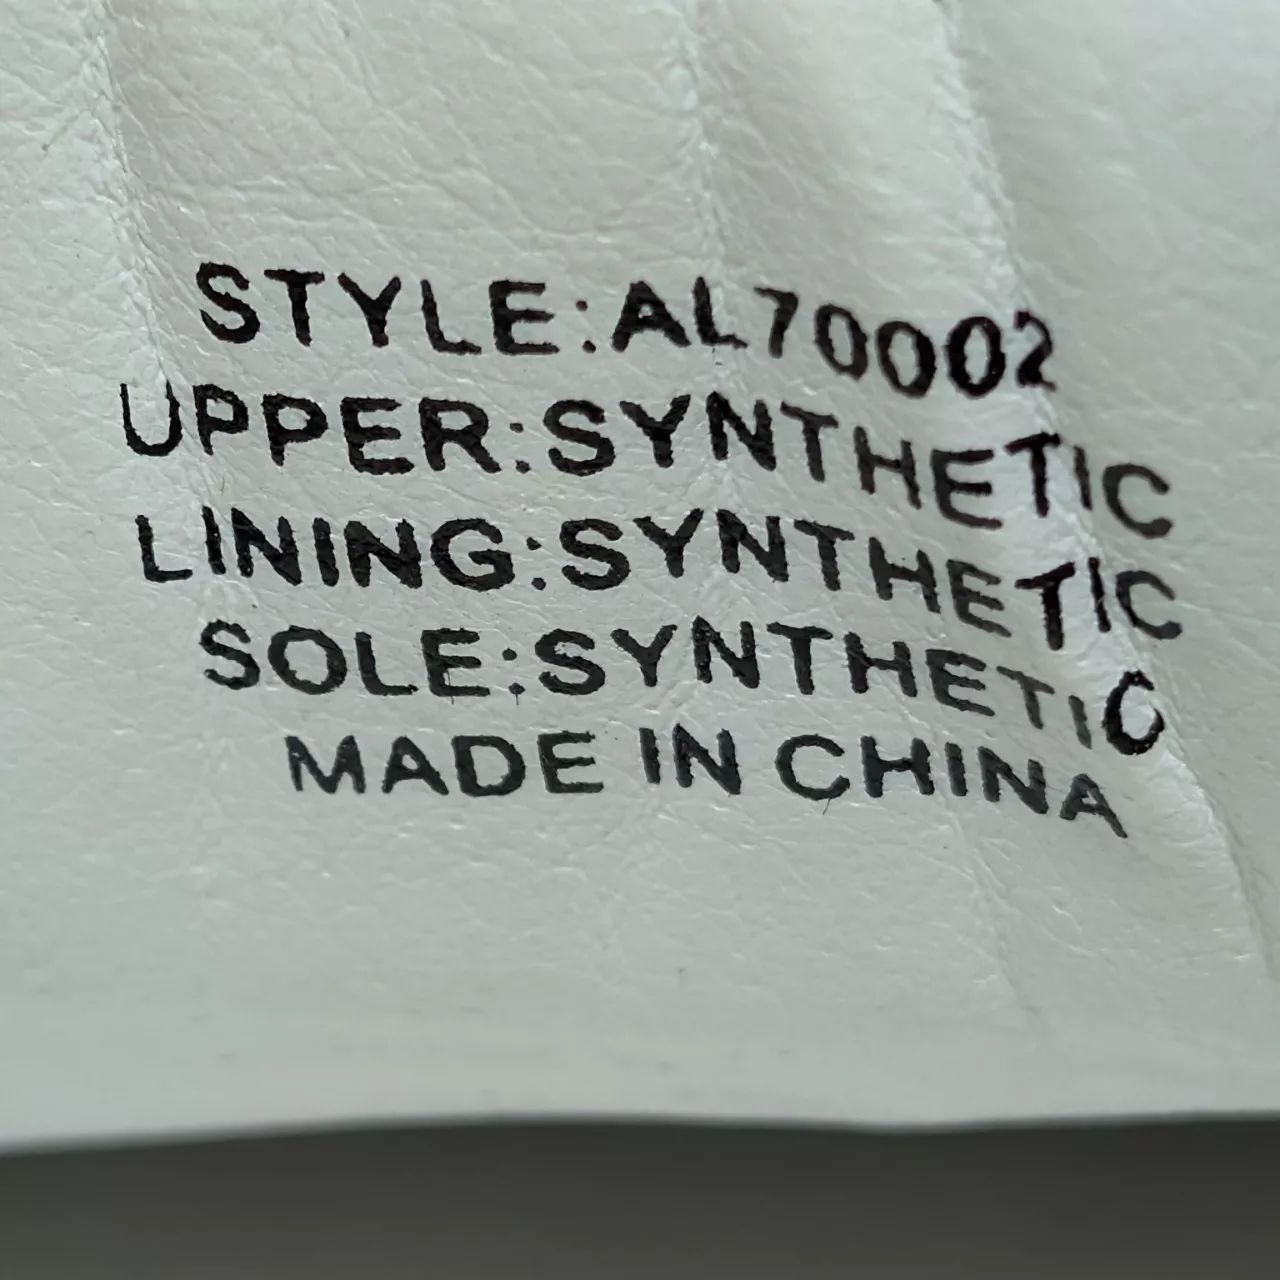 STYLE:AL70002
UPPER:SYNTHETIC
LINING:SYNTHETIC
SOLE:SYNTHETIC
MADE IN CHINA